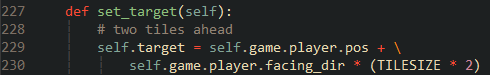 227 def set_target(self):
228 # two tiles ahead
229 self.target = self.game.player.pos + \
230 self.game.player.facing_dir * (TILESIZE * 2)